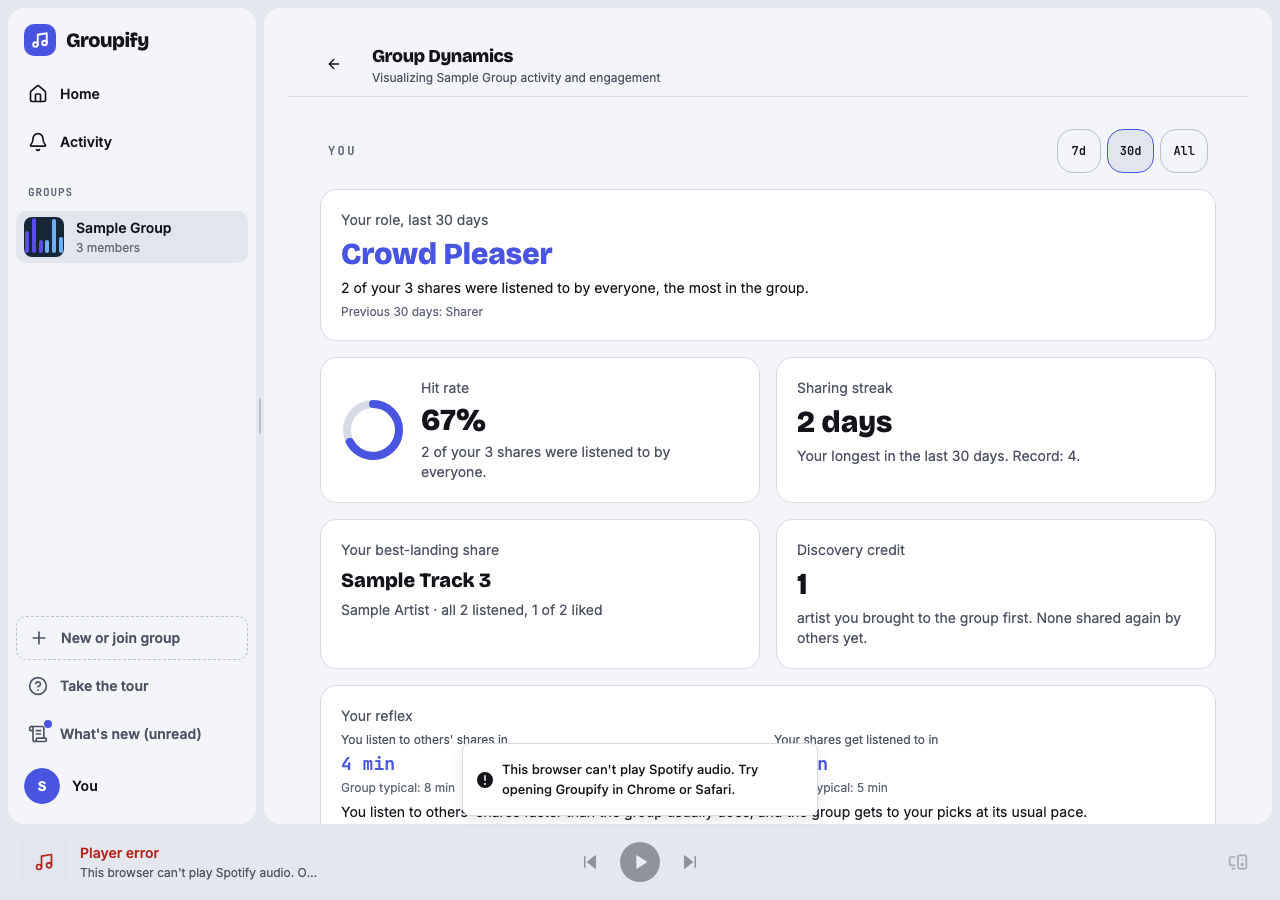 Groupify
Home
Activity
GROUPS
Sample Group
3 members
New or join group
Take the tour
What's new (unread)
S
You
Group Dynamics
Visualizing Sample Group activity and engagement
YOU
7d
30d
All
Your role, last 30 days
Crowd Pleaser
2 of your 3 shares were listened to by everyone, the most in the group.
Previous 30 days: Sharer
Hit rate
67%
2 of your 3 shares were listened to by
everyone.
Sharing streak
2 days
Your longest in the last 30 days. Record: 4.
Your best-landing share
Sample Track 3
Sample Artist · all 2 listened, 1 of 2 liked
Discovery credit
1
artist you brought to the group first. None shared again by
others yet.
Your reflex
You listen to others' shares in
4 min
Group typical: 8 min
Your shares get listened to in
typical: 5 min
You listen to others' shares faster than the group usually does, and the group gets to your picks at its usual pace.
This browser can't play Spotify audio. Try
opening Groupify in Chrome or Safari.
Player error
This browser can't play Spotify audio. O...